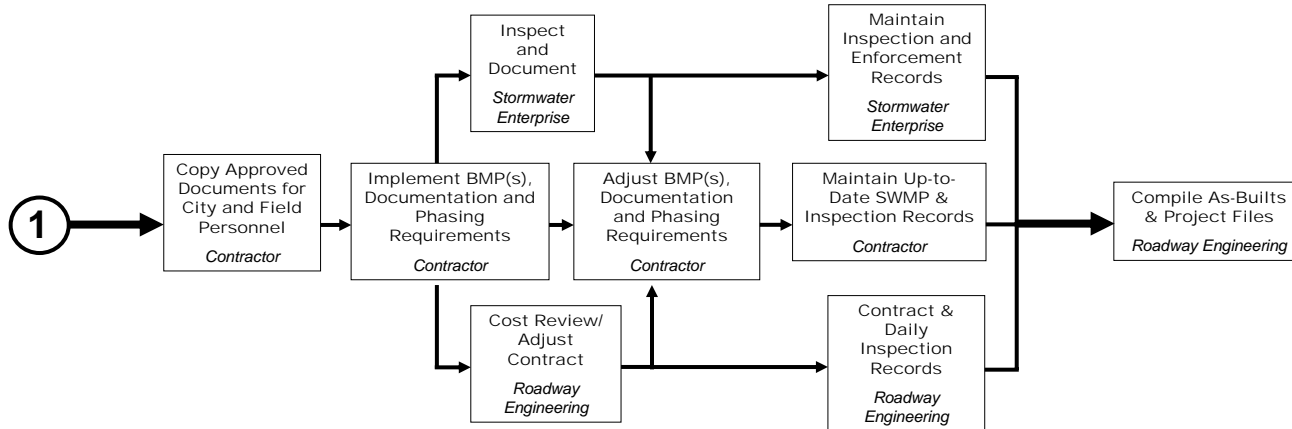 1
Copy Approved
Documents for
City and Field
Personnel
Contractor
Implement BMP(s),
Documentation and
Phasing
Requirements
Contractor
Inspect
and
Document
Stormwater
Enterprise
Cost Review/
Adjust
Contract
Roadway
Engineering
Adjust BMP(s),
Documentation
and Phasing
Requirements
Contractor
Maintain
Inspection and
Enforcement
Records
Stormwater
Enterprise
Maintain Up-to-
Date SWMP &
Inspection Records
Contractor
Contract &
Daily
Inspection
Records
Roadway
Engineering
Compile As-Builts
& Project Files
Roadway Engineering